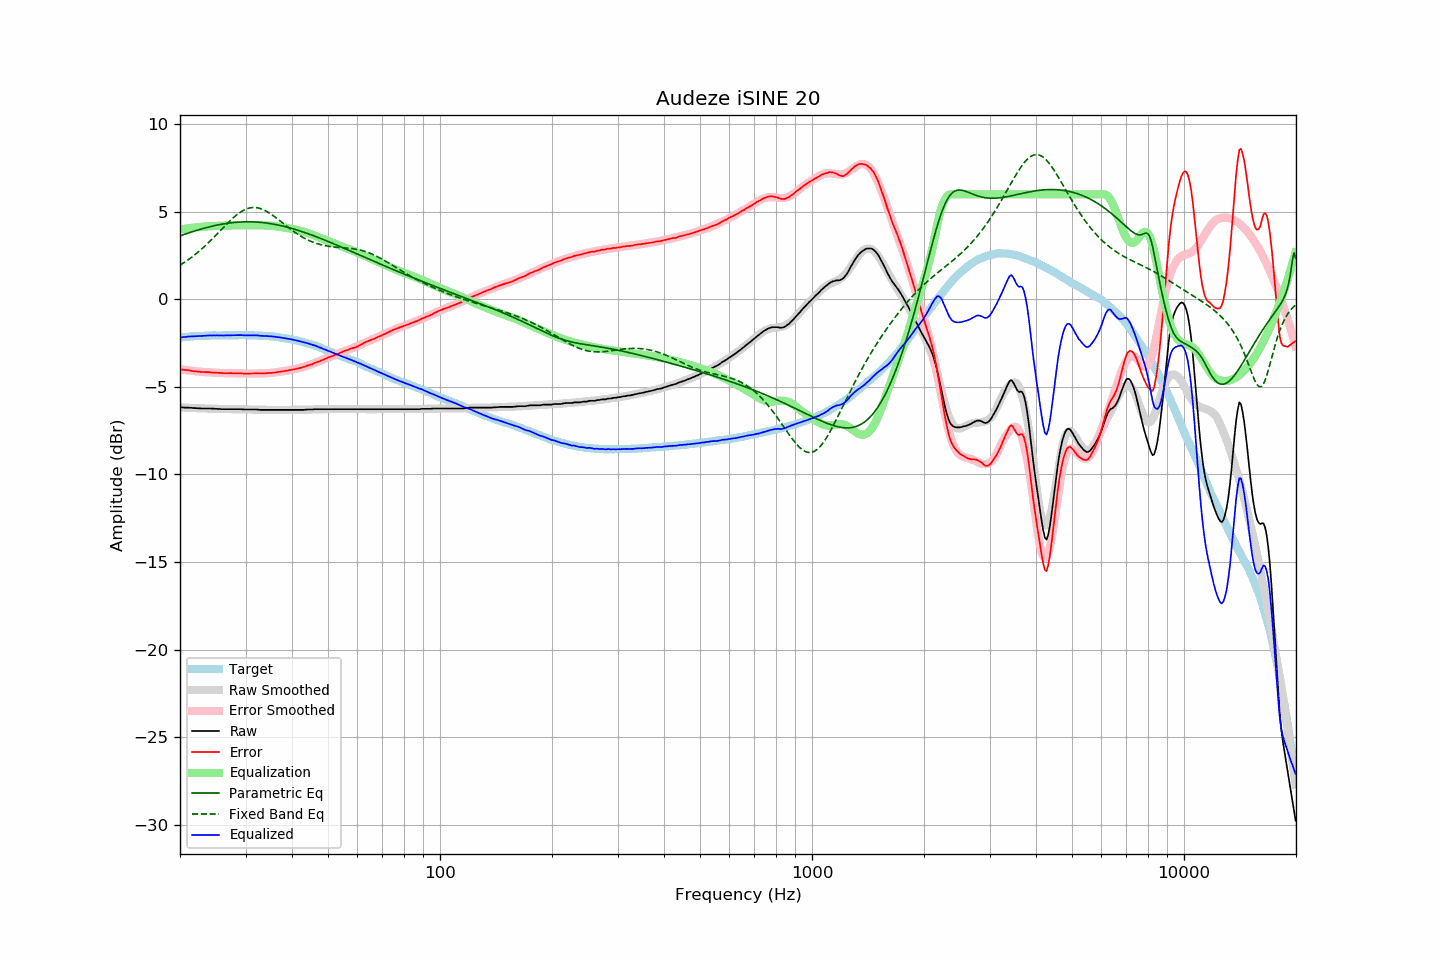 Audeze iSINE 20
10
5
0
−5
−10
−15
−20
−25
−30
Amplitude (dBr)
Target
Raw Smoothed
Error Smoothed
Raw
Error
Equalization
Parametric Eq
Fixed Band Eq
Equalized
100 1000 10000
Frequency (Hz)